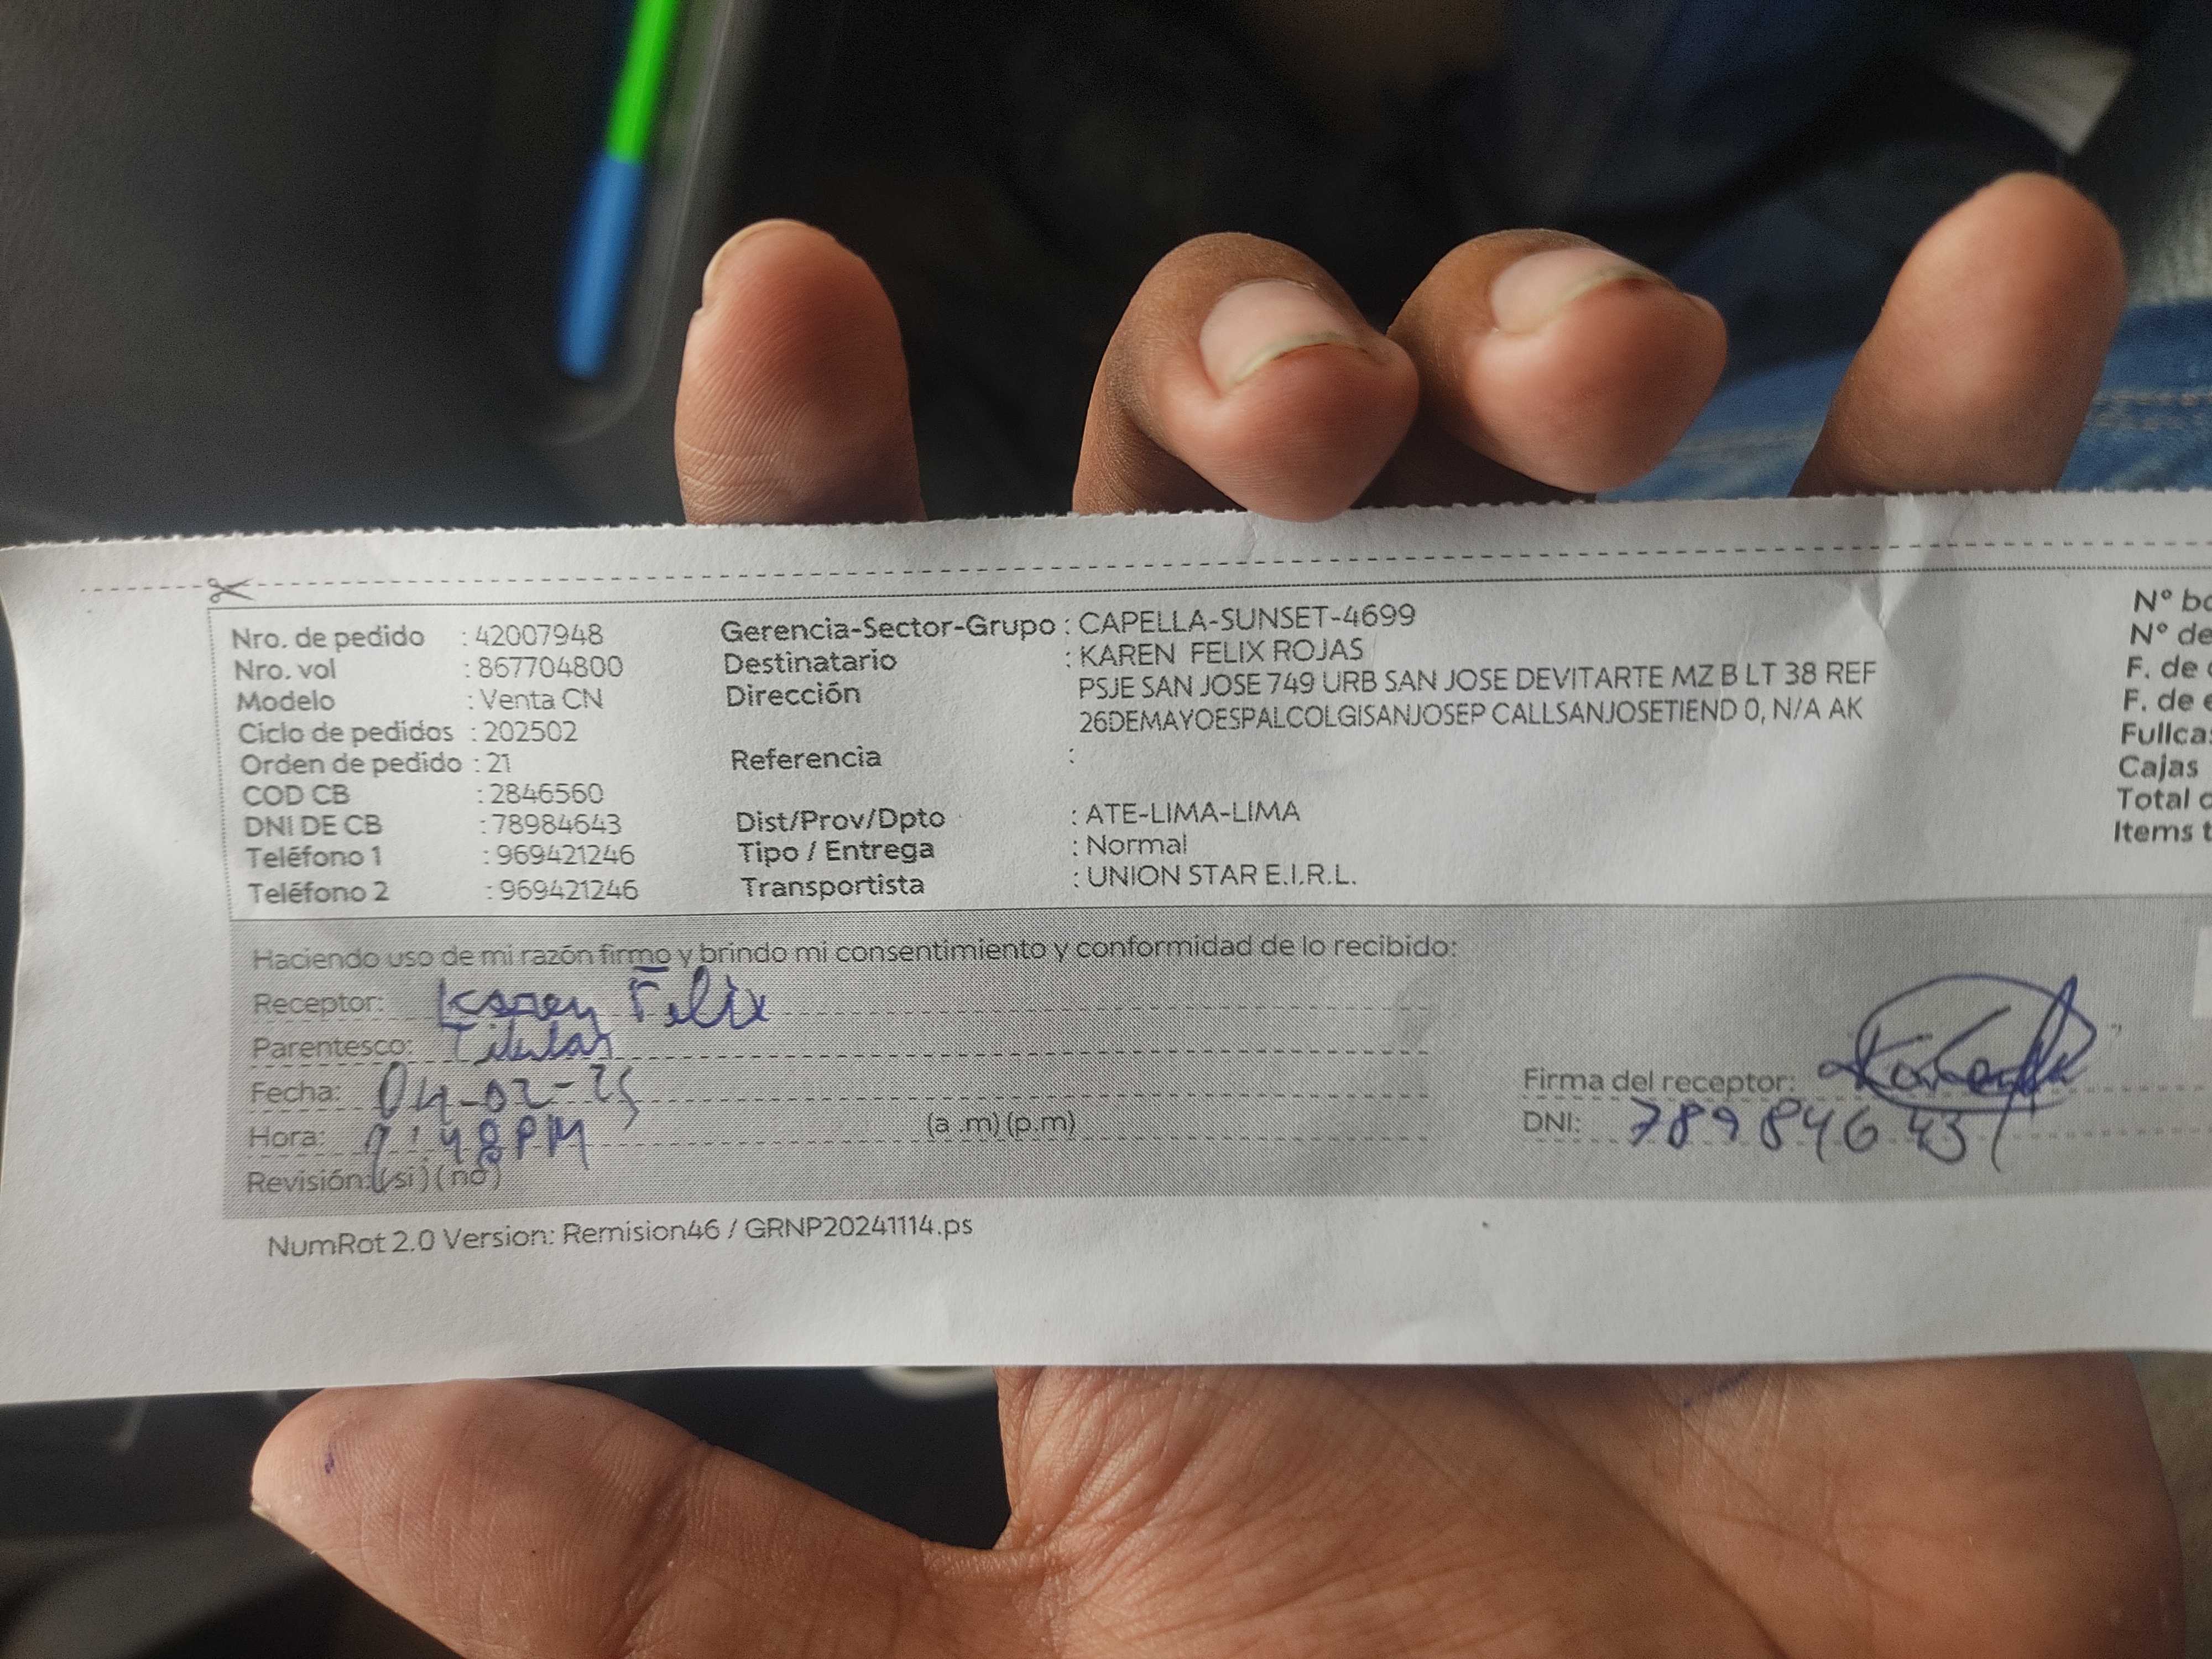 Nro. de pedido : 42007948
Nro. vol : 867704800
Modelo : Venta CN
Ciclo de pedidos : 202502
Orden de pedido : 21
COD CB : 2846560
DNI DE CB : 78984643
Teléfono 1 : 969421246
Teléfono 2 : 969421246
Gerencia-Sector-Grupo : CAPELLA-SUNSET-4699
Destinatario : KAREN FELIX ROJAS
Dirección PSJE SAN JOSE 749 URB SAN JOSE DEVITARTE MZ B LT 38 REF
26DEMAYOESPALCOLGISANJOSEP CALLSANJOSETIEND 0, N/A AK
Referencia :
Dist/Prov/Dpto : ATE-LIMA-LIMA
Tipo / Entrega : Normal
Transportista : UNION STAR E.I.R.L.
N° bo
N° de
F. de
F. de e
Fullcas
Cajas
Total
Items t
Haciendo uso de mi razón firmo y brindo mi consentimiento y conformidad de lo recibido:
Receptor: Karen Felix
Parentesco: Titular
Fecha: 04-02-25
Hora: :48PM (a .m) (p.m)
Revisión: (si) (no)
Firma del receptor:
DNI: 78984643
NumRot 2.0 Version: Remision46 / GRNP20241114.ps